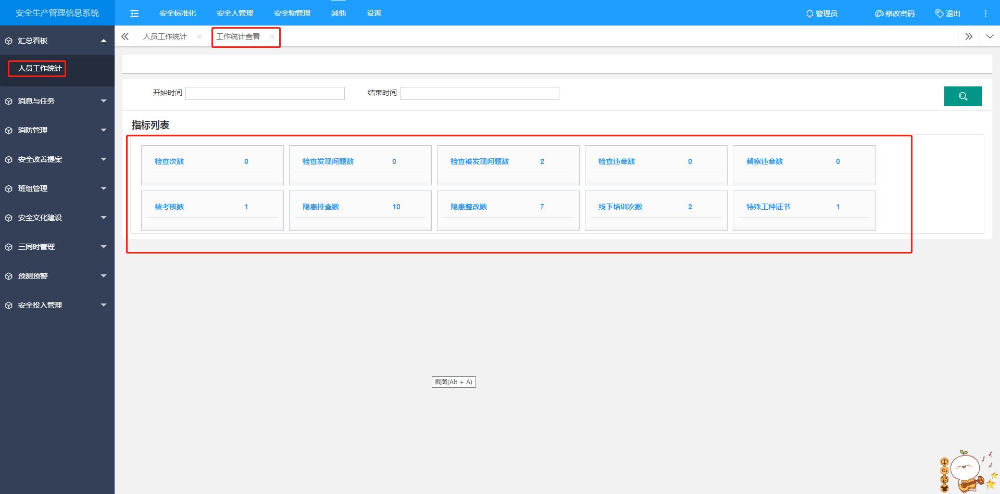 安全生产管理信息系统
安全标准化 安全人管理 安全物管理 其他 设置
管理员 修改密码 退出
人员工作统计 工作统计查看
汇总看板
人员工作统计
消息与任务
消防管理
安全改善提案
班组管理
安全文化建设
三同时管理
预测预警
安全投入管理
开始时间 结束时间
指标列表
检查次数 0 检查发现问题数 0 检查被发现问题数 2 检查违章数 0 督察违章数 0
被考核数 1 隐患排查数 10 隐患整改数 7 线下培训次数 2 特殊工种证书 1
截图(Alt + A)
中
简